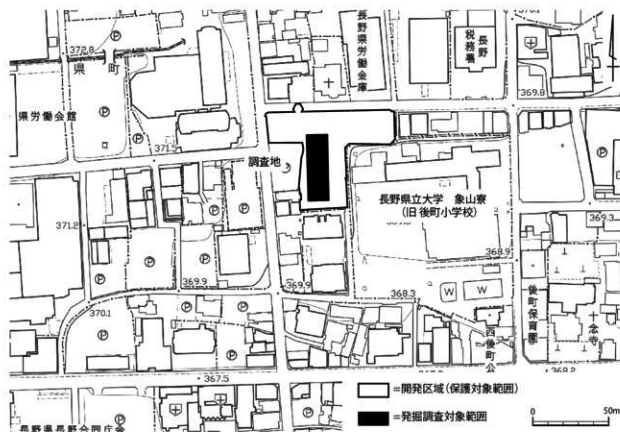 372.8
県町
県労働会館
長野県労働金庫
長野税務署
369.8
371.5
調査地
長野県立大学 象山寮
(旧後町小学校)
371.2
369.9
369.9
368.9
369.3
368.3
W
W
370.1
西後町公
後町保育園
十念寺
367.5
368.2
長野県長野合同庁舎
=開発区域(保護対象範囲)
=発掘調査対象範囲
0
50m
P
P
P
P
P
P
P
P
P
P
P
P